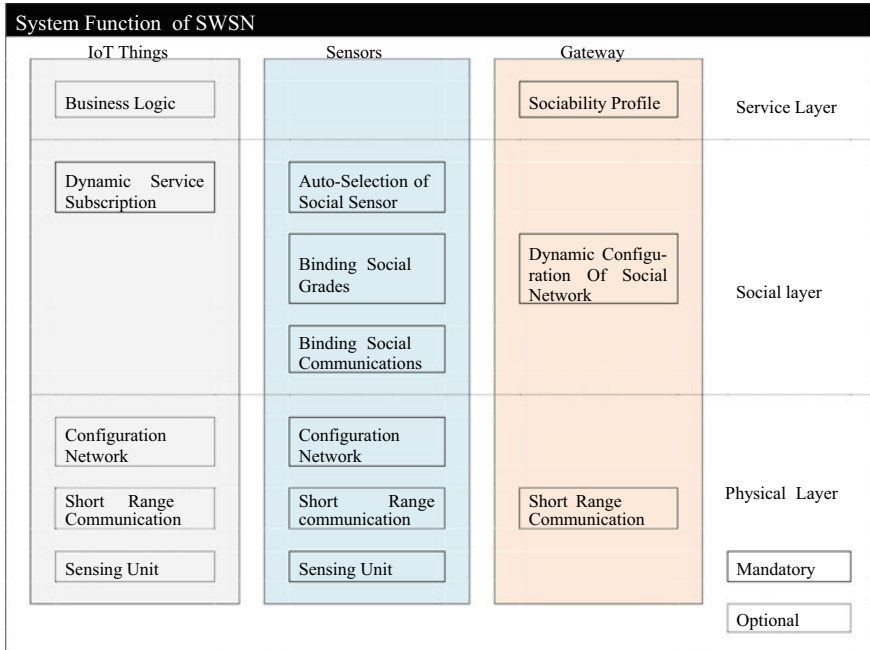 System Function of SWSN
IoT Things
Sensors
Gateway
Business Logic
Sociability Profile
Service Layer
Dynamic Service
Subscription
Auto-Selection of
Social Sensor
Binding Social
Grades
Dynamic Configu-
ration Of Social
Network
Social layer
Binding Social
Communications
Configuration
Network
Configuration
Network
Short Range
Communication
Short Range
communication
Short Range
Communication
Physical Layer
Sensing Unit
Sensing Unit
Mandatory
Optional